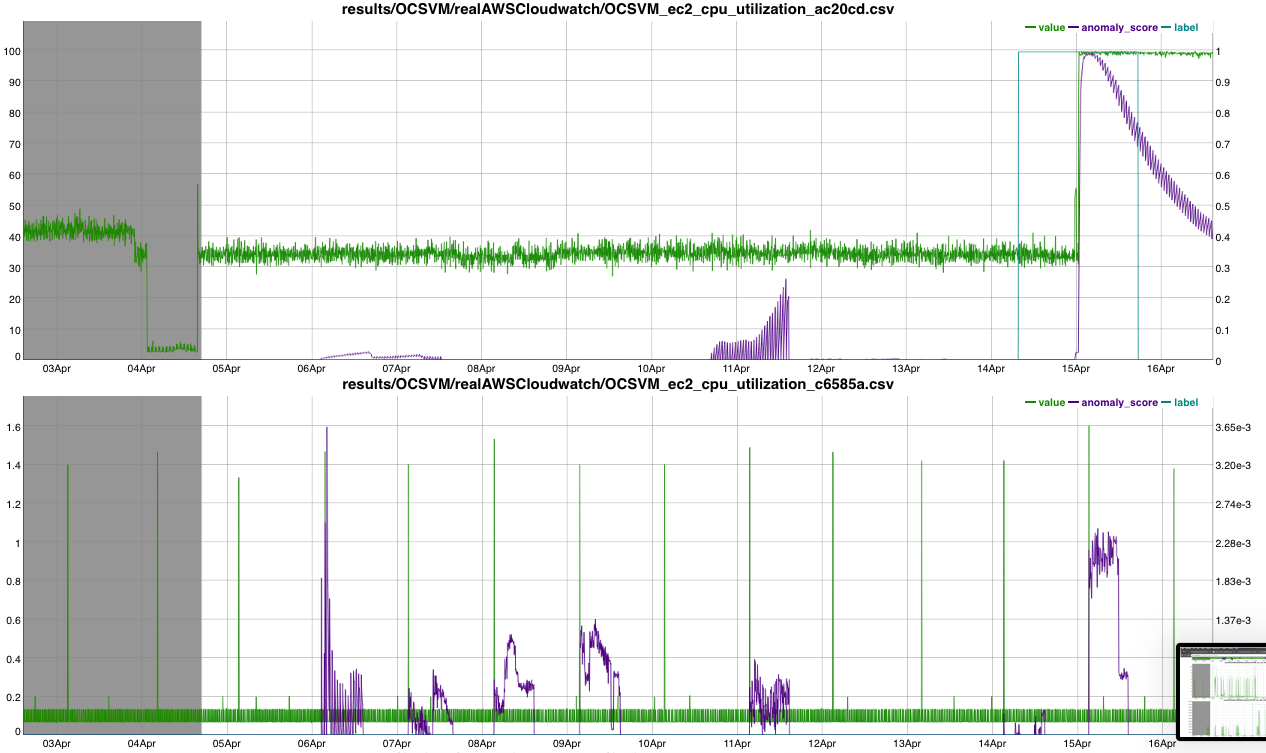 results/OCSVM/realAWSCloudwatch/OCSVM_ec2_cpu_utilization_ac20cd.csv
value anomaly_score label
100 1
90 0.9
80 0.8
70 0.7
60 0.6
50 0.5
40 0.4
30 0.3
20 0.2
10 0.1
0 0
03Apr 04Apr 05Apr 06Apr 07Apr 08Apr 09Apr 10Apr 11Apr 12Apr 13Apr 14Apr 15Apr 16Apr
results/OCSVM/realAWSCloudwatch/OCSVM_ec2_cpu_utilization_c6585a.csv
value anomaly_score label
1.6 3.65e-3
1.4 3.20e-3
1.2 2.74e-3
1 2.28e-3
0.8 1.83e-3
0.6 1.37e-3
0.4
0.2
0
03Apr 04Apr 05Apr 06Apr 07Apr 08Apr 09Apr 10Apr 11Apr 12Apr 13Apr 14Apr 15Apr 16Apr